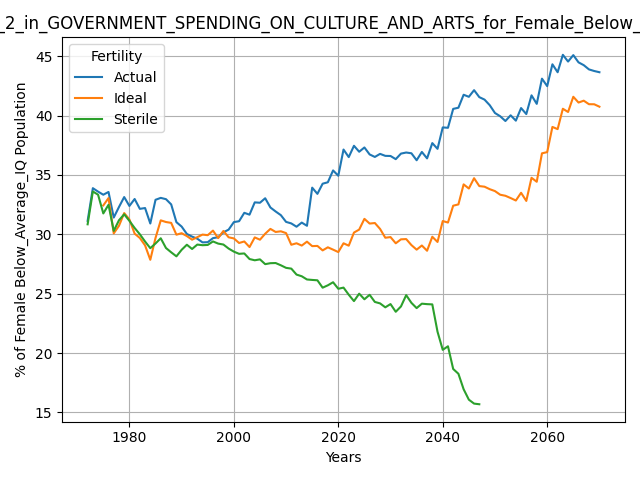 _2_in_GOVERNMENT_SPENDING_ON_CULTURE_AND_ARTS_for_Female_Below_
Fertility
Actual
Ideal
Sterile
% of Female Below_Average_IQ Population
45
40
35
30
25
20
15
1980
2000
2020
2040
2060
Years